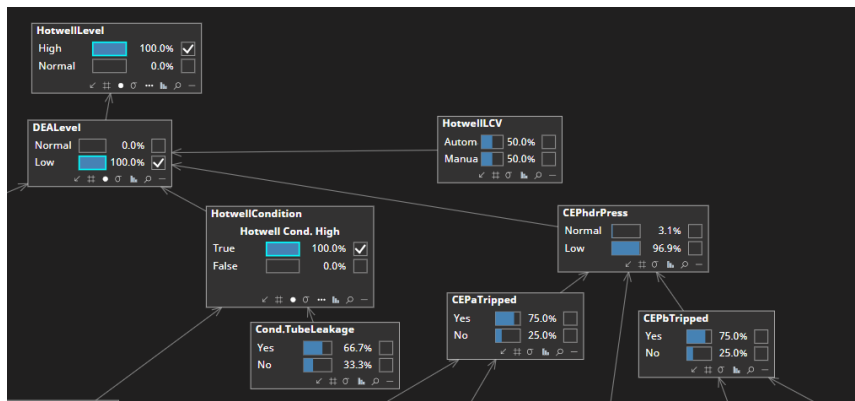 HotwellLevel
High 100.0%
Normal 0.0%
DEALevel
Normal 0.0%
Low 100.0%
HotwellLCV
Autom 50.0%
Manua 50.0%
HotwellCondition
Hotwell Cond. High
True 100.0%
False 0.0%
CEPhdrPress
Normal 3.1%
Low 96.9%
CEPaTripped
Yes 75.0%
No 25.0%
CEPbTripped
Yes 75.0%
No 25.0%
Cond.TubeLeakage
Yes 66.7%
No 33.3%